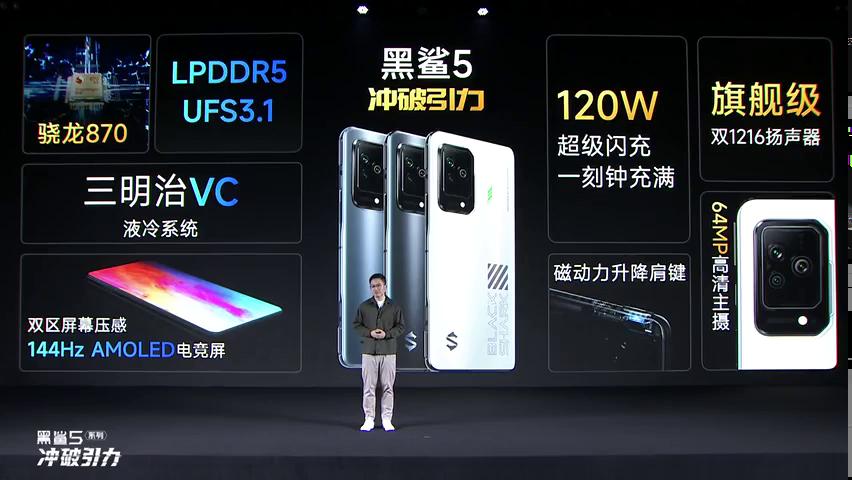 骁龙870
LPDDR5
UFS3.1
三明治VC
液冷系统
双区屏幕压感
144Hz AMOLED电竞屏
黑鲨5
冲破引力
BLACK
SHARK
120W
超级闪充
一刻钟充满
磁动力升降肩键
旗舰级
双1216扬声器
64MP高清主摄
黑鲨5系列
冲破引力